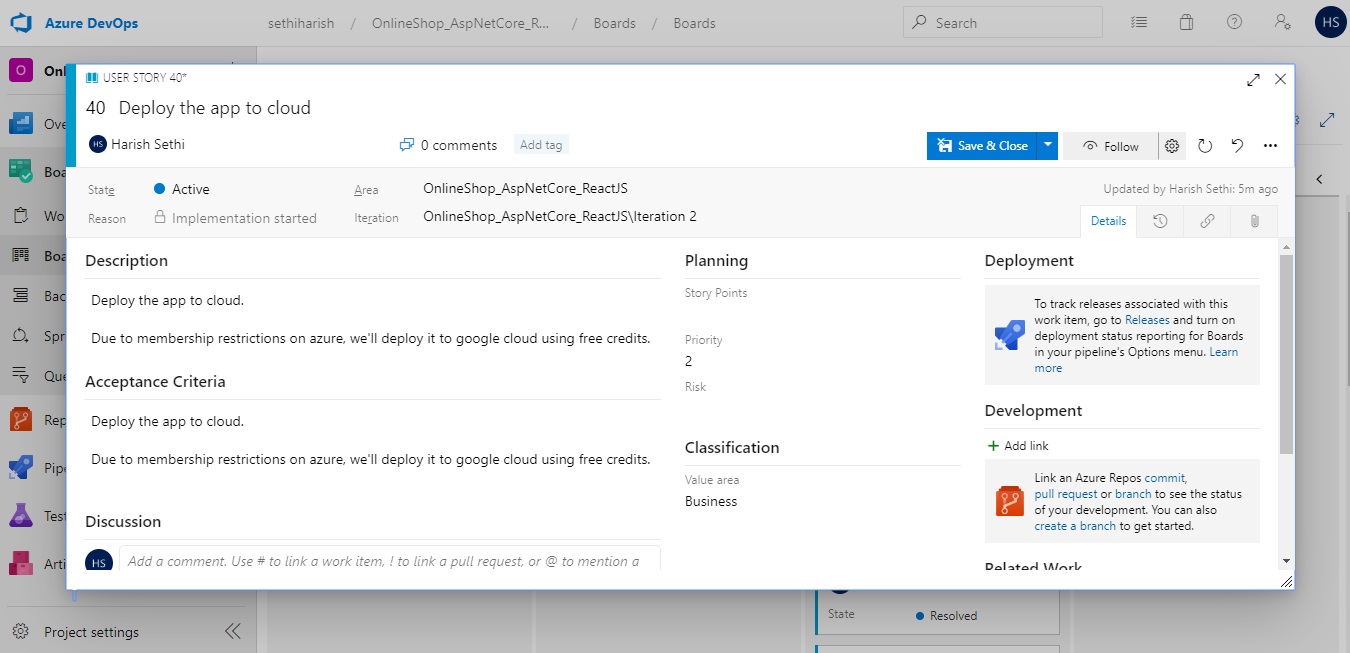 Azure DevOps
sethiharish / OnlineShop_AspNetCore_R... / Boards / Boards
Search
HS
O Onl
USER STORY 40*
40 Deploy the app to cloud
HS Harish Sethi
0 comments
Add tag
Save & Close
Follow
State Active
Area OnlineShop_AspNetCore_ReactJS
Updated by Harish Sethi: 5m ago
Reason Implementation started
Iteration OnlineShop_AspNetCore_ReactJS\Iteration 2
Details
Ove
Boa
Wo
Boa
Bac
Spr
Que
Rep
Pipe
Test
Arti
Description
Deploy the app to cloud.
Due to membership restrictions on azure, we'll deploy it to google cloud using free credits.
Acceptance Criteria
Deploy the app to cloud.
Due to membership restrictions on azure, we'll deploy it to google cloud using free credits.
Discussion
HS Add a comment. Use # to link a work item, ! to link a pull request, or @ to mention a
Planning
Story Points
Priority
2
Risk
Classification
Value area
Business
Deployment
To track releases associated with this
work item, go to Releases and turn on
deployment status reporting for Boards
in your pipeline's Options menu. Learn
more
Development
Add link
Link an Azure Repos commit,
pull request or branch to see the status
of your development. You can also
create a branch to get started.
Related Work
State Resolved
Project settings